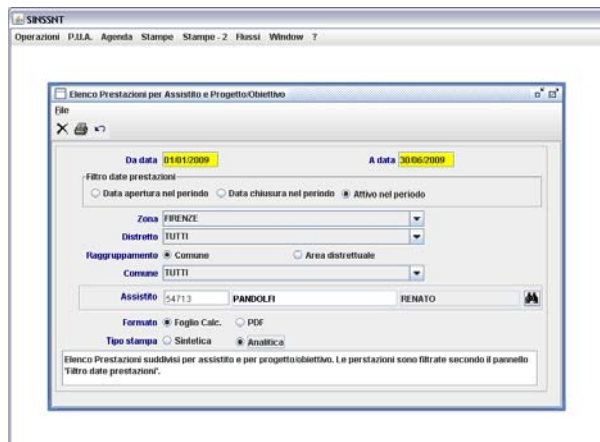 SINSSNT
Operazioni P.U.A. Agenda Stampe Stampe - 2 Flussi Window ?
Elenco Prestazioni per Assistito e Progetto/Obiettivo
File
Da data 01/01/2009 A data 30/06/2009
Filtro date prestazioni
Data apertura nel periodo Data chiusura nel periodo Attivo nel periodo
Zona FIRENZE
Distretto TUTTI
Raggruppamento Comune Area distrettuale
Comune TUTTI
Assistito 54713 PANDOLFI RENATO
Formato Foglio Calc. PDF
Tipo stampa Sintetica Analitica
Elenco Prestazioni suddivisi per assistito e per progetto/obiettivo. Le perstazioni sono filtrate secondo il pannello
'Filtro date prestazioni'.